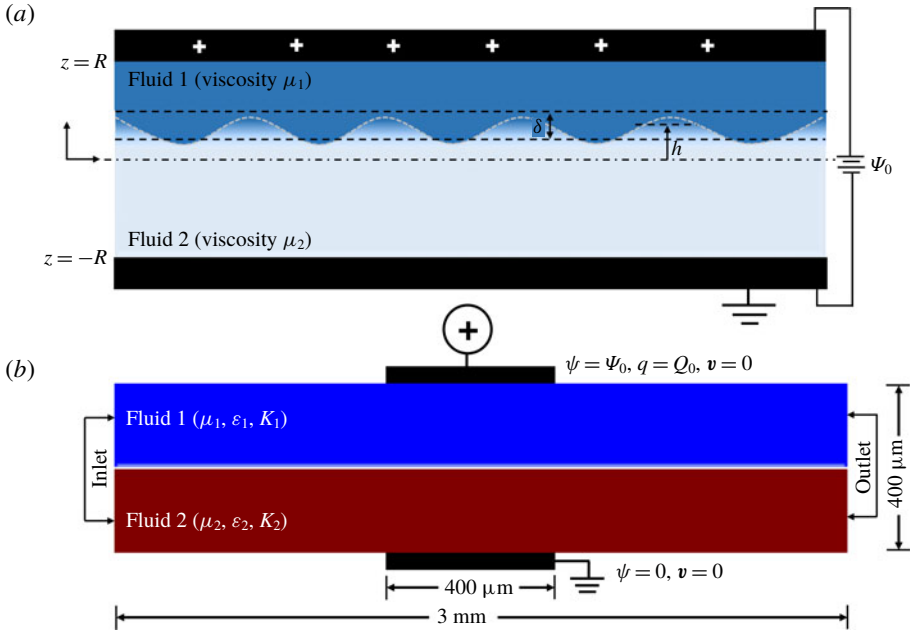 (a)
+ + + + + +
z = R
Fluid 1 (viscosity μ₁)
δ
h
Ψ₀
Fluid 2 (viscosity μ₂)
z = −R
+
(b)
ψ = Ψ₀, q = Q₀, v = 0
Fluid 1 (μ₁, ε₁, K₁)
Inlet
Outlet
400 μm
Fluid 2 (μ₂, ε₂, K₂)
ψ = 0, v = 0
400 μm
3 mm